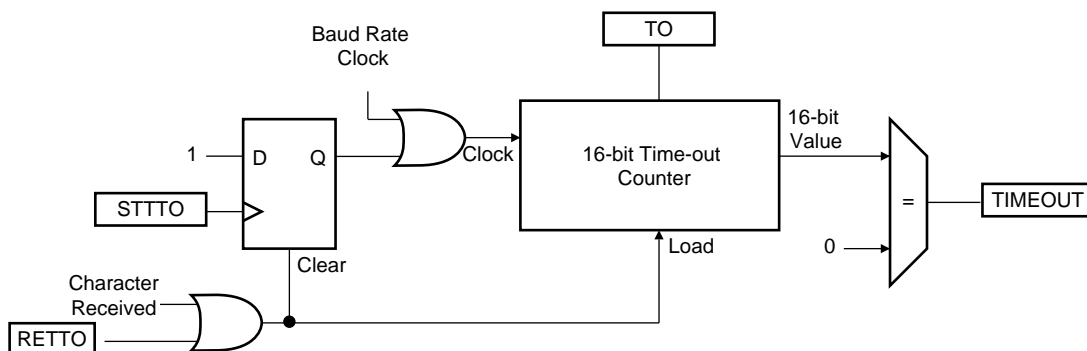 TO
Baud Rate
Clock
16-bit
Value
1
D
Q
Clock
16-bit Time-out
Counter
=
TIMEOUT
STTTO
0
Load
Clear
Character
Received
RETTO